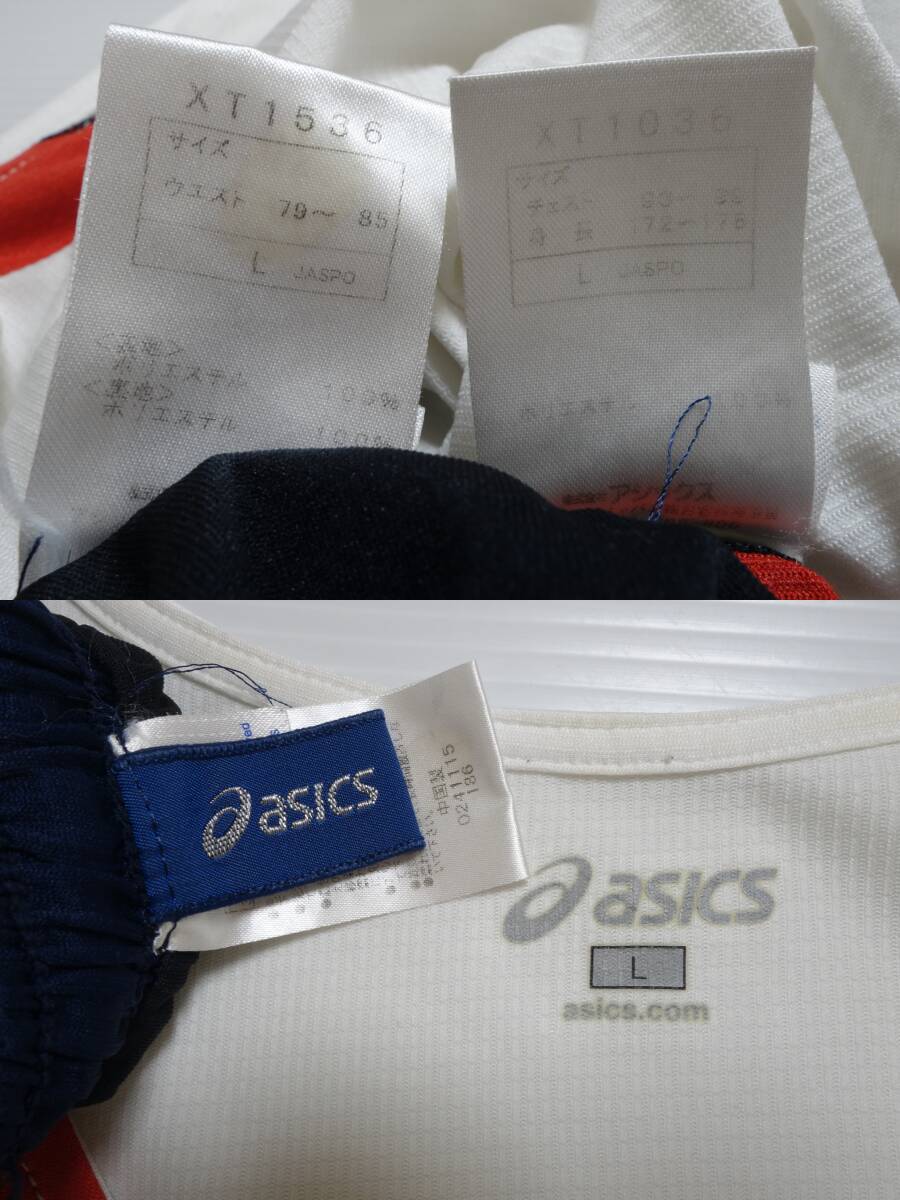 XT1536
サイズ
ウエスト 79～ 85
L JASPO
<表地>
ポリエステル 100%
<裏地>
ポリエステル 100%
XT1036
サイズ
チェスト
身 長 172～178
L JASPO
ポリエステル 100%
アシックス
asics
中国製
02411115
186
asics
L
asics.com